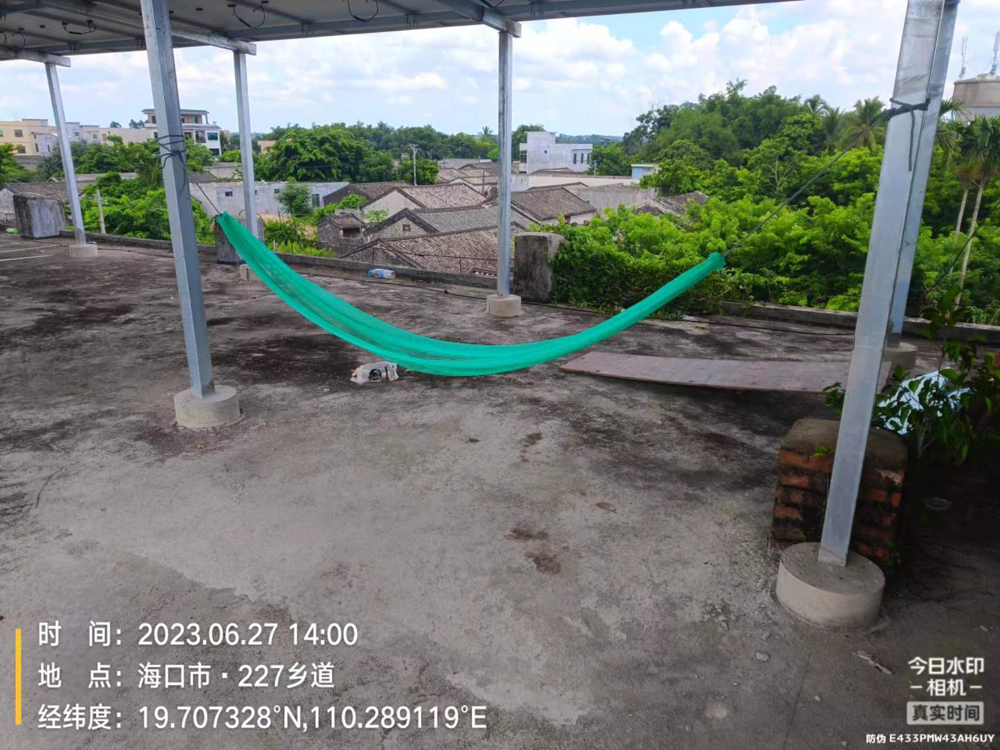 时 间：2023.06.27 14:00
地 点：海口市·227乡道
经纬度：19.707328°N,110.289119°E
今日水印
-相机-
真实时间
防伪 E433PMW43AH6UY